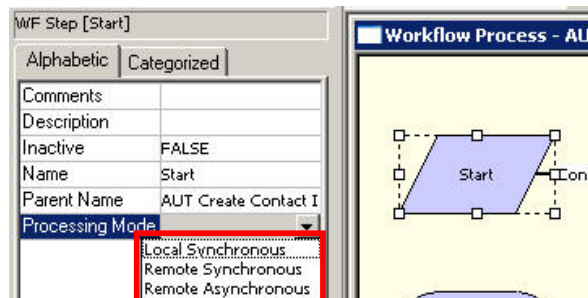 WF Step [Start]
Alphabetic
Categorized
Comments
Description
Inactive FALSE
Name Start
Parent Name AUT Create Contact I
Processing Mode
Local Synchronous
Remote Synchronous
Remote Asynchronous
Workflow Process - AU
Start
Con